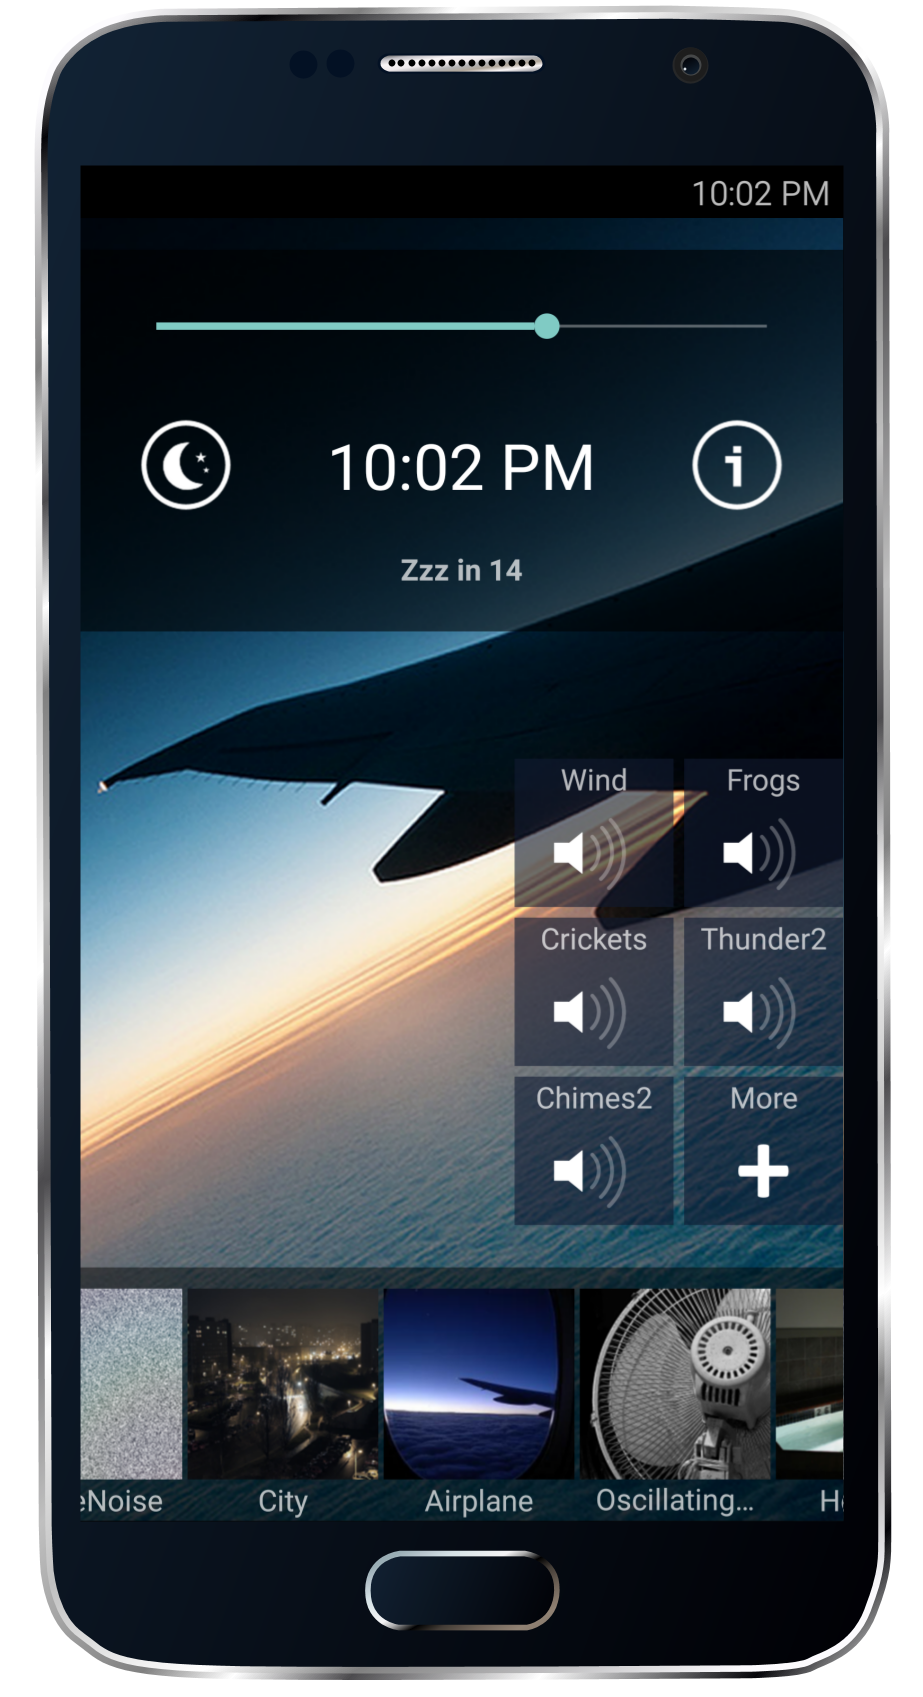 10:02 PM
10:02 PM
Zzz in 14
Wind Frogs
Crickets Thunder2
Chimes2 More
eNoise City Airplane Oscillating... H